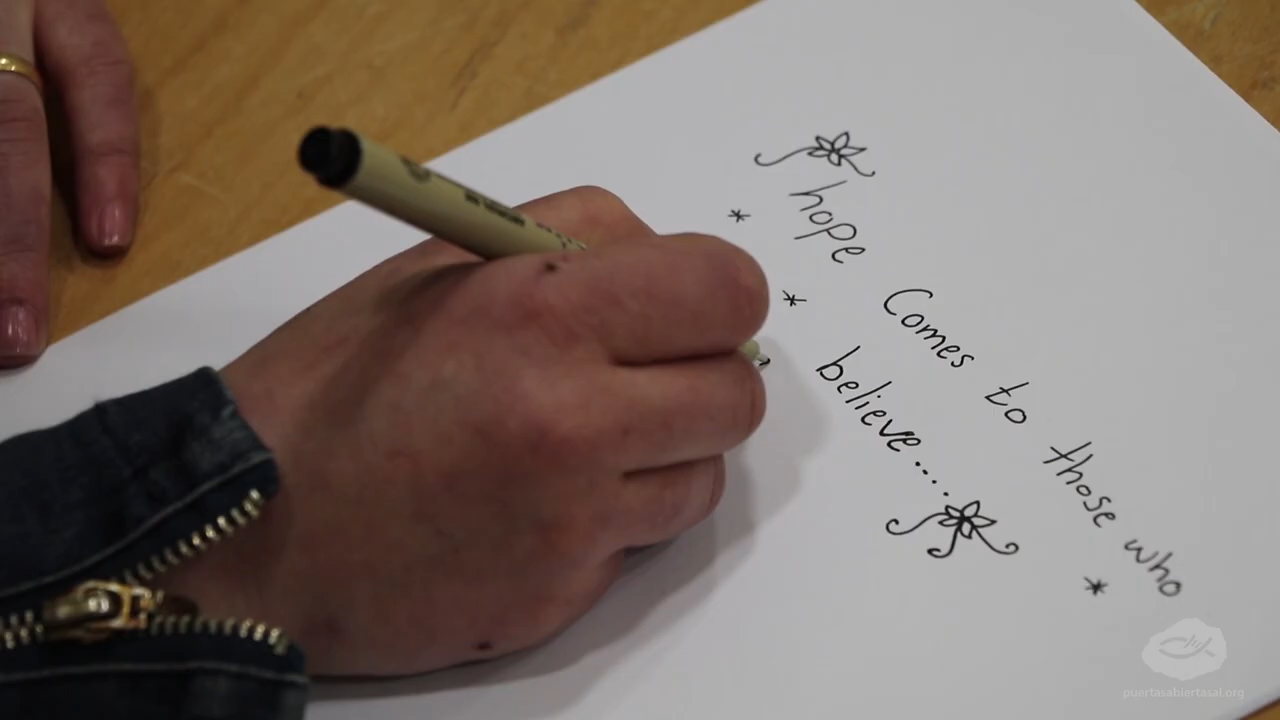 hope Comes to those who
believe....
puertasabiertasal.org